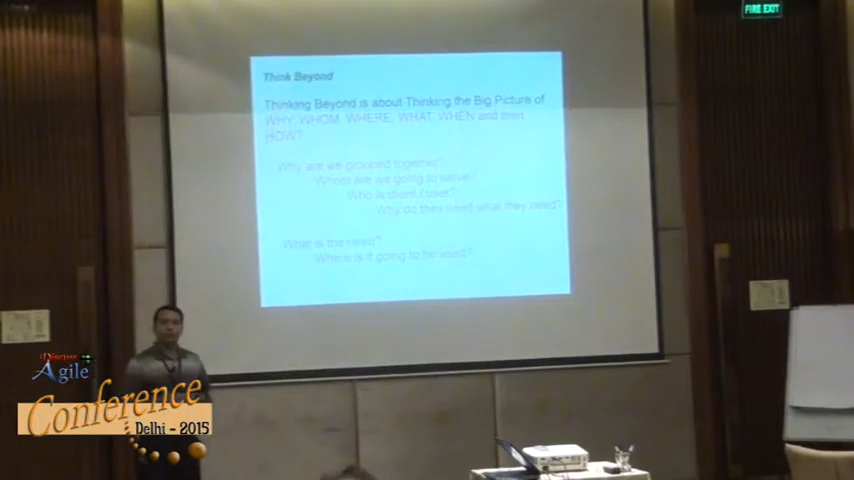 FIRE EXIT
Think Beyond
Thinking Beyond is about Thinking the Big Picture of
WHY, WHOM, WHERE, WHAT, WHEN and then
HOW?
Why are we grouped together?
Whom are we going to serve?
Who is client / user?
Why do they need what they need?
What is the need?
Where is it going to be used?
Discuss
Agile
Conference
Delhi - 2015